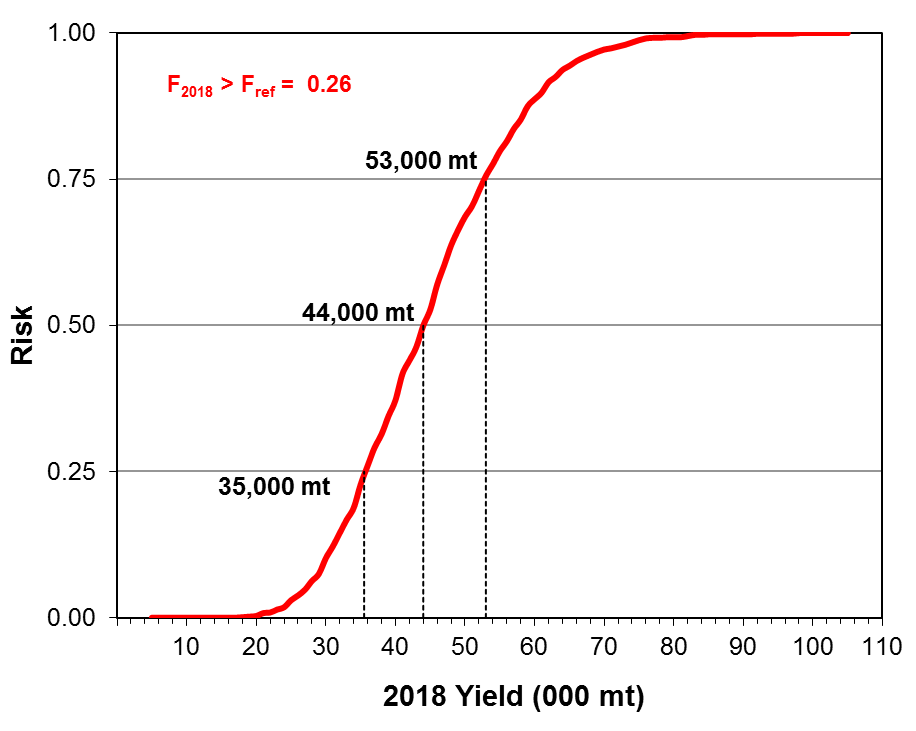 1.00
F2018 > Fref = 0.26
53,000 mt
0.75
44,000 mt
0.50
Risk
0.25
35,000 mt
0.00
10 20 30 40 50 60 70 80 90 100 110
2018 Yield (000 mt)